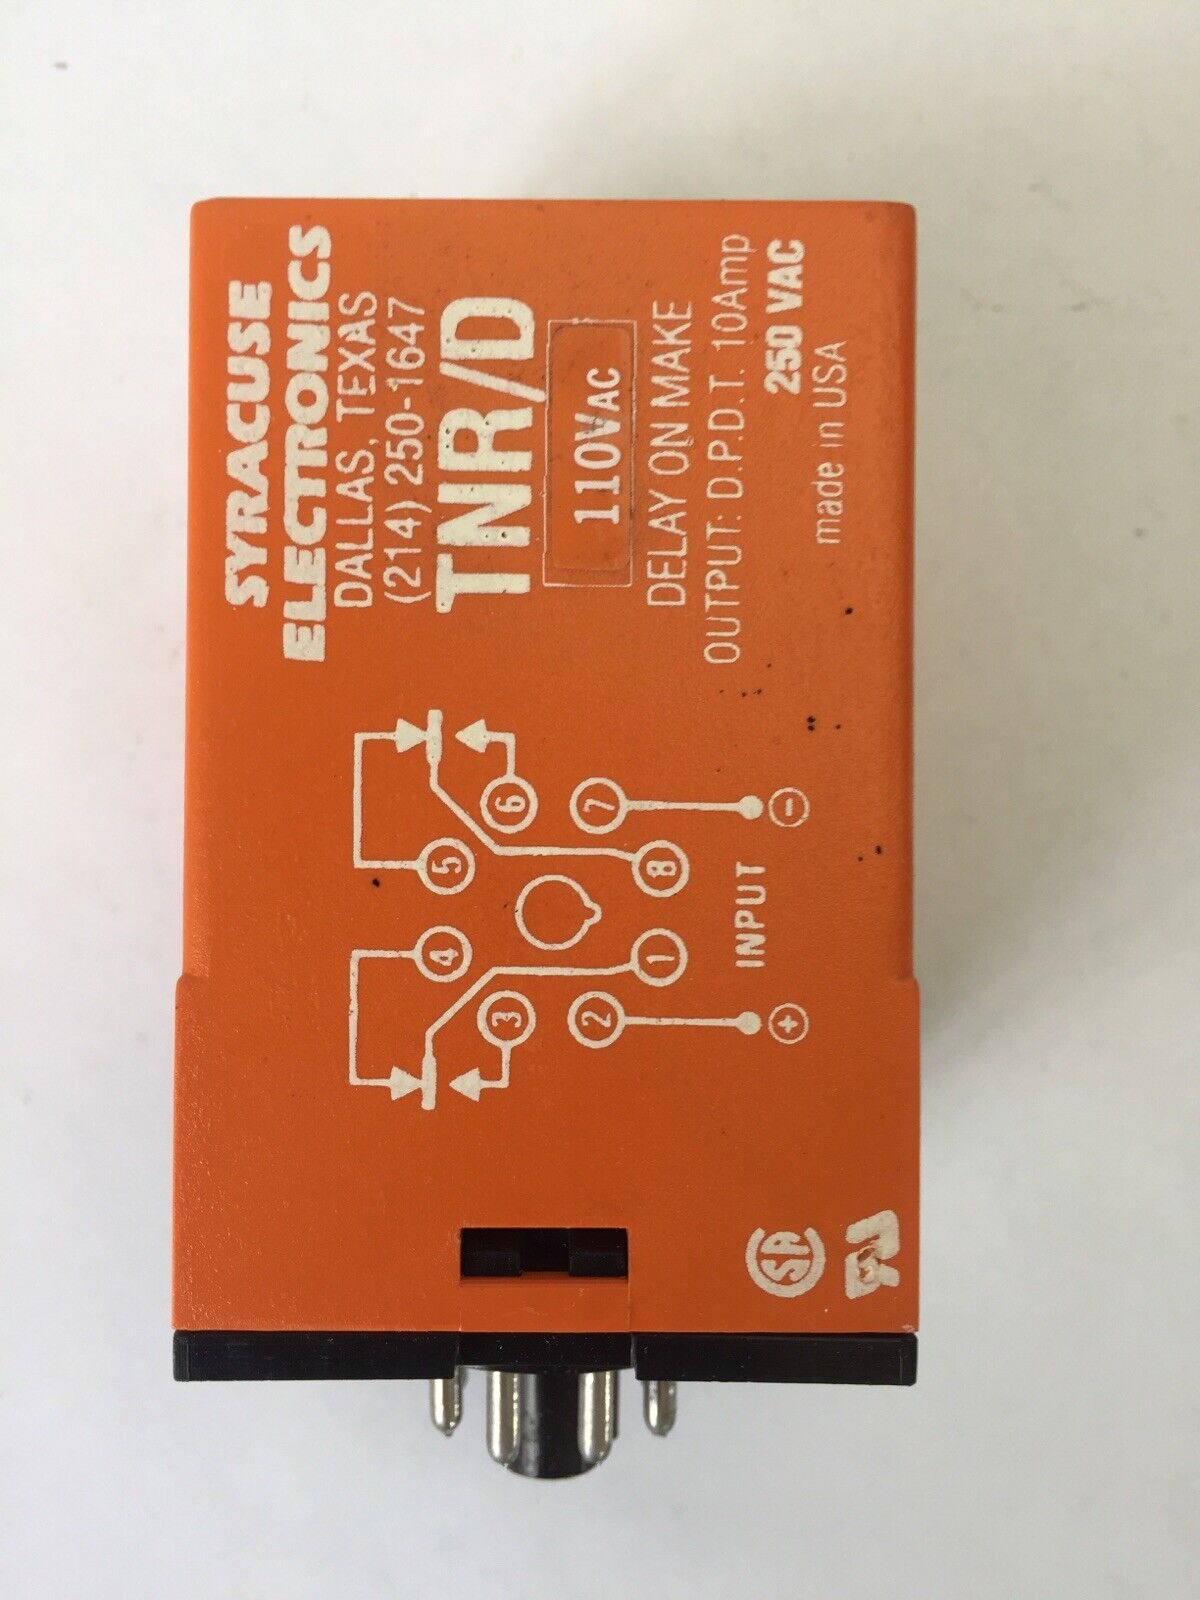 SYRACUSE
ELECTRONICS
DALLAS, TEXAS
(214) 250-1647
TNR/D
110VAC
DELAY ON MAKE
OUTPUT: D.P.D.T. 10Amp
250 VAC
made in USA
4 5
3 6
2 7
1 8
INPUT
+ -
SA